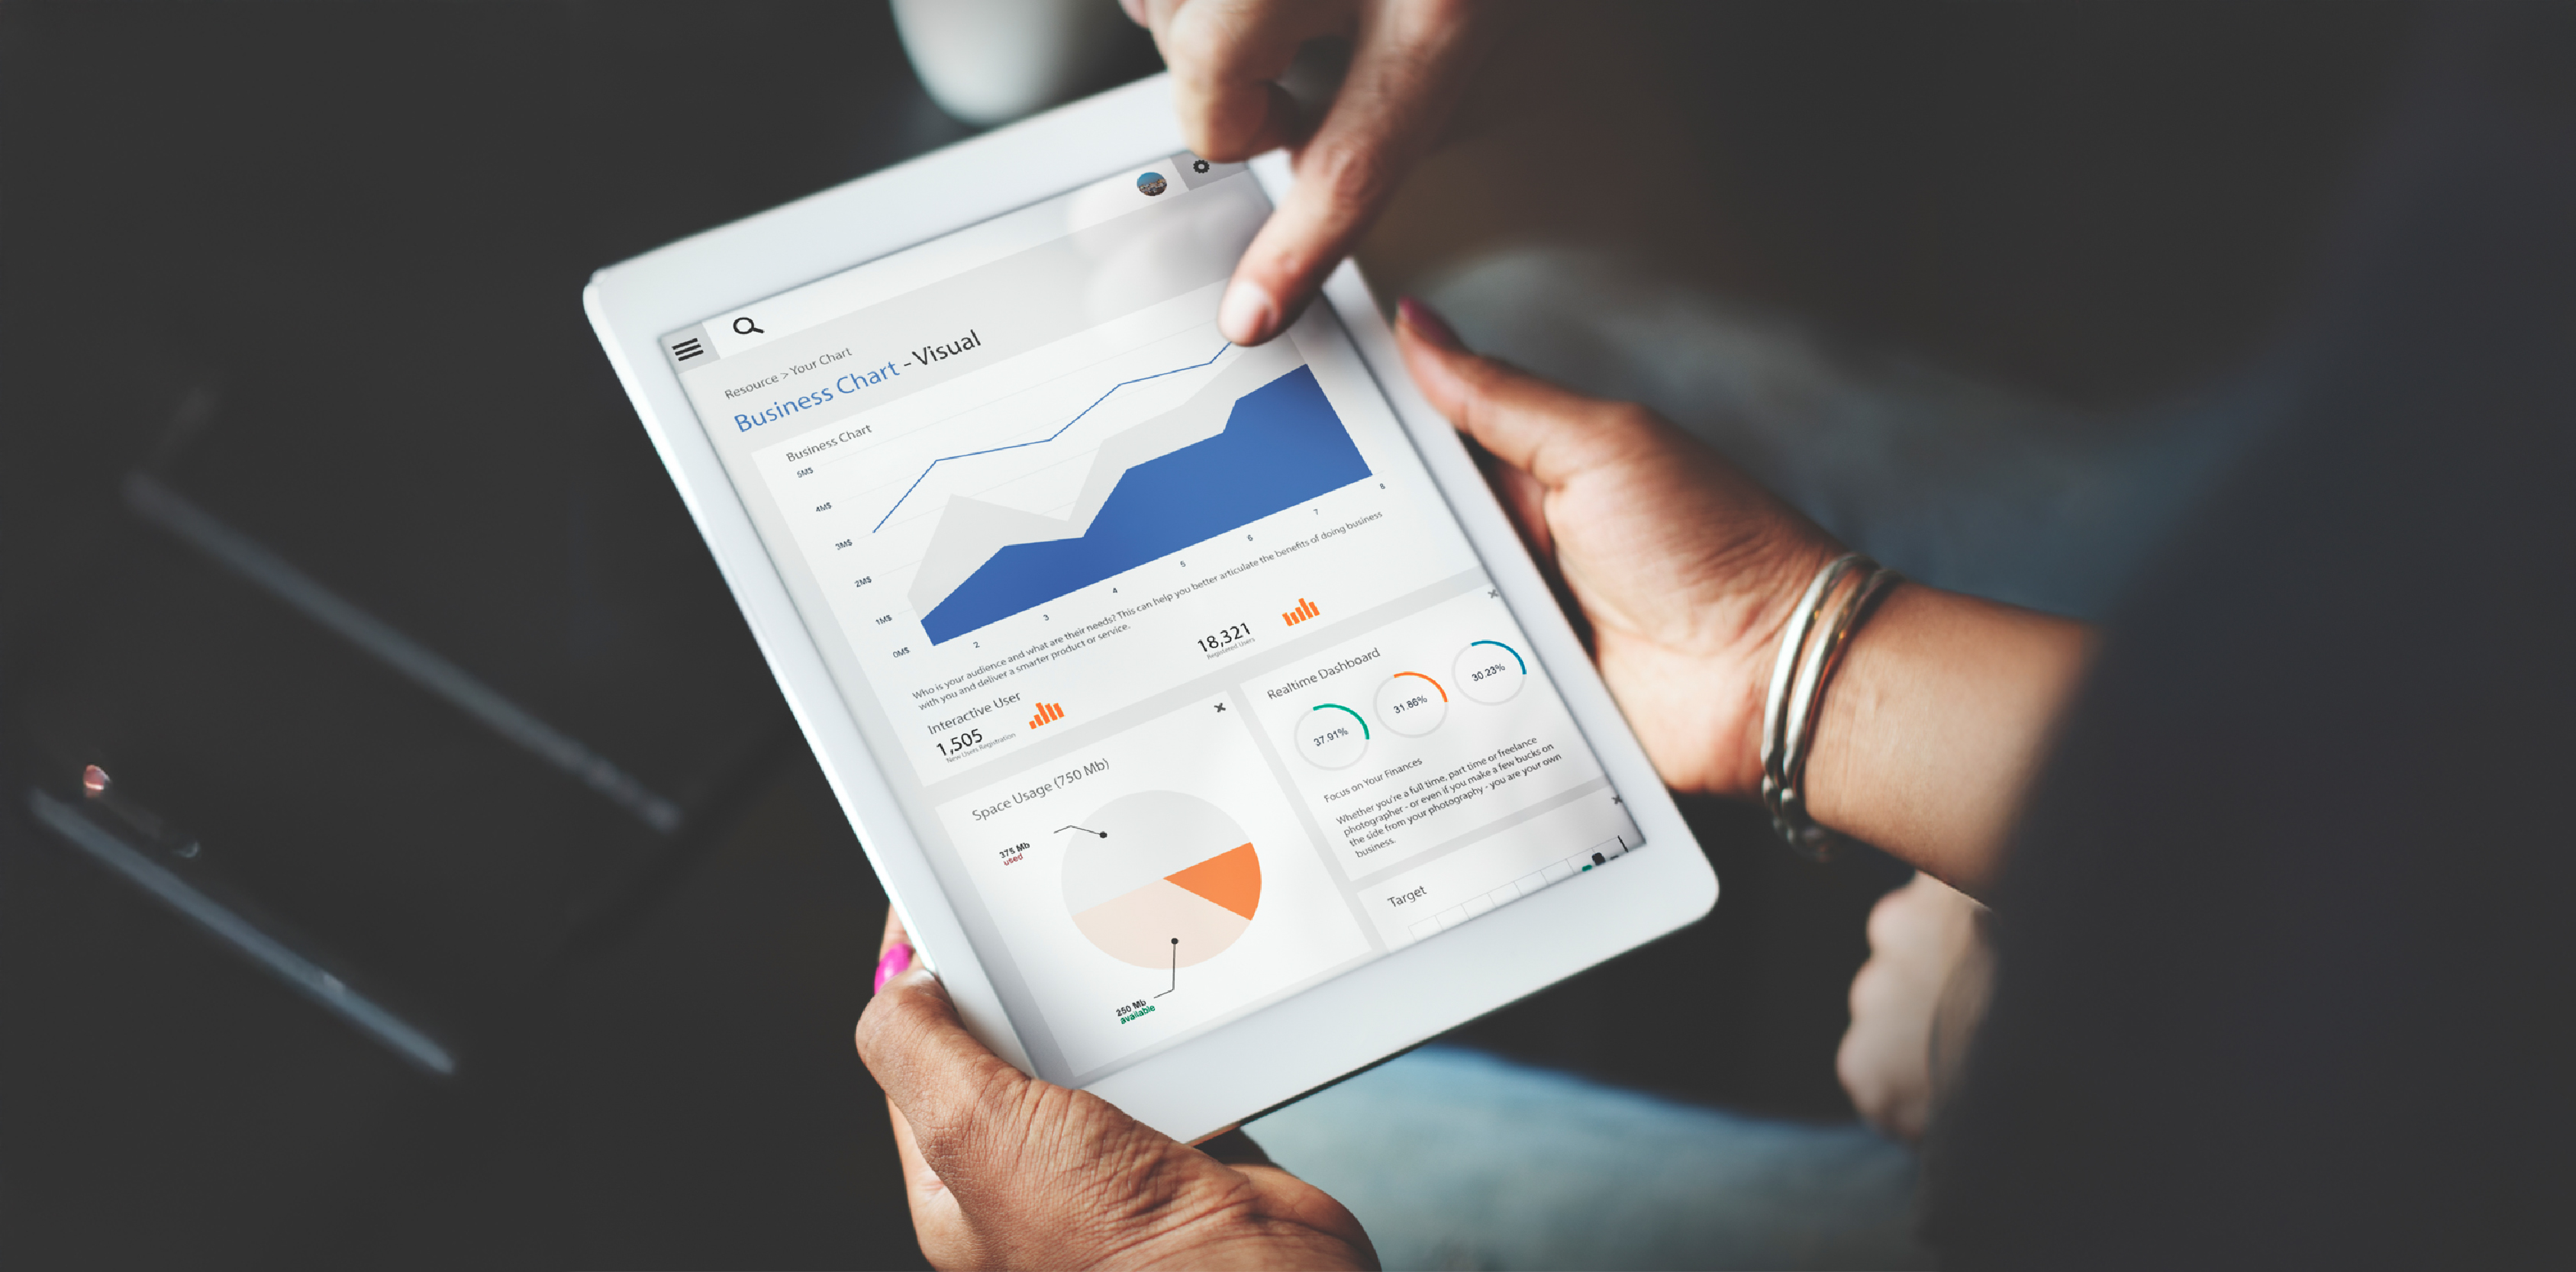 Resource > Your Chart
Business Chart - Visual
Business Chart
5M$
4M$
3M$
2M$
1M$
0M$
2
3
4
5
6
7
8
Who is your audience and what are their needs? This can help you better articulate the benefits of doing business
with you and deliver a smarter product or service.
Interactive User
1,505
New Users Registration
18,321
Registered Users
Space Usage (750 Mb)
375 Mb
used
250 Mb
available
Realtime Dashboard
37.91%
31.86%
30.23%
Focus on Your Finances
Whether you're a full time, part time or freelance
photographer - or even if you make a few bucks on
the side from your photography - you are your own
business.
Target